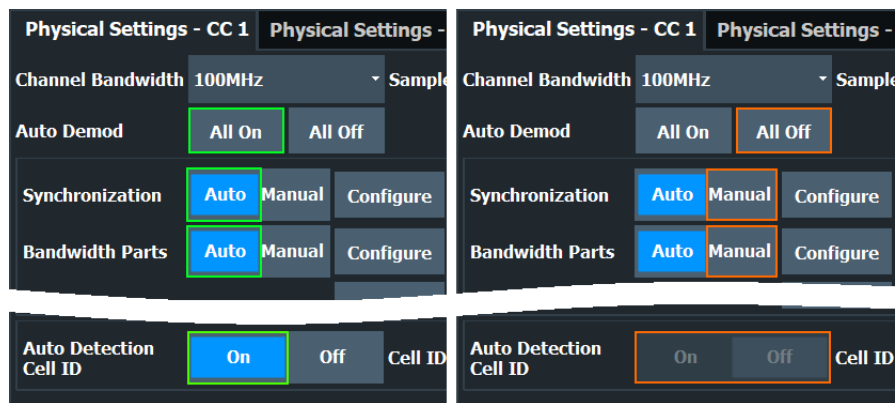 Physical Settings - CC 1 Physical Settings -
Channel Bandwidth 100MHz Sample
Auto Demod All On All Off
Synchronization Auto Manual Configure
Bandwidth Parts Auto Manual Configure
Auto Detection
Cell ID On Off Cell ID
Physical Settings - CC 1 Physical Settings -
Channel Bandwidth 100MHz Sample
Auto Demod All On All Off
Synchronization Auto Manual Configure
Bandwidth Parts Auto Manual Configure
Auto Detection
Cell ID On Off Cell ID